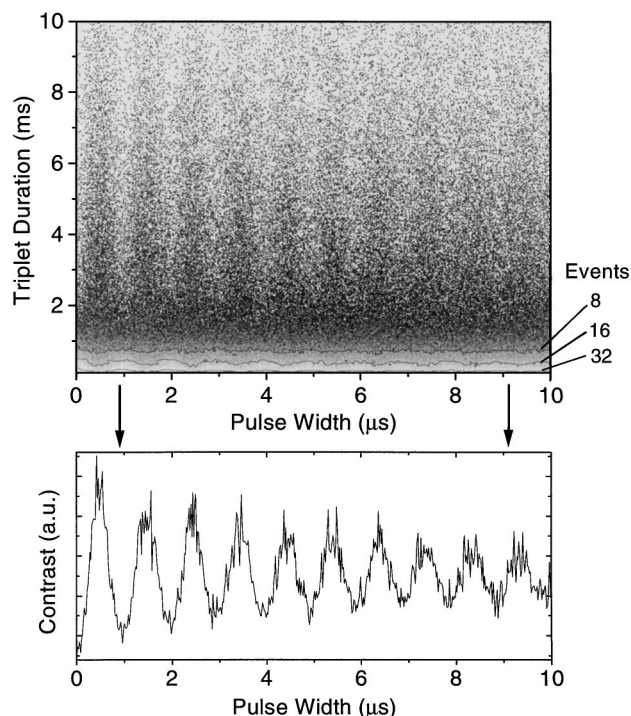 10
8
6
4
2
Triplet Duration (ms)
Events
8
16
32
0 2 4 6 8 10
Pulse Width (μs)
Contrast (a.u.)
0 2 4 6 8 10
Pulse Width (μs)